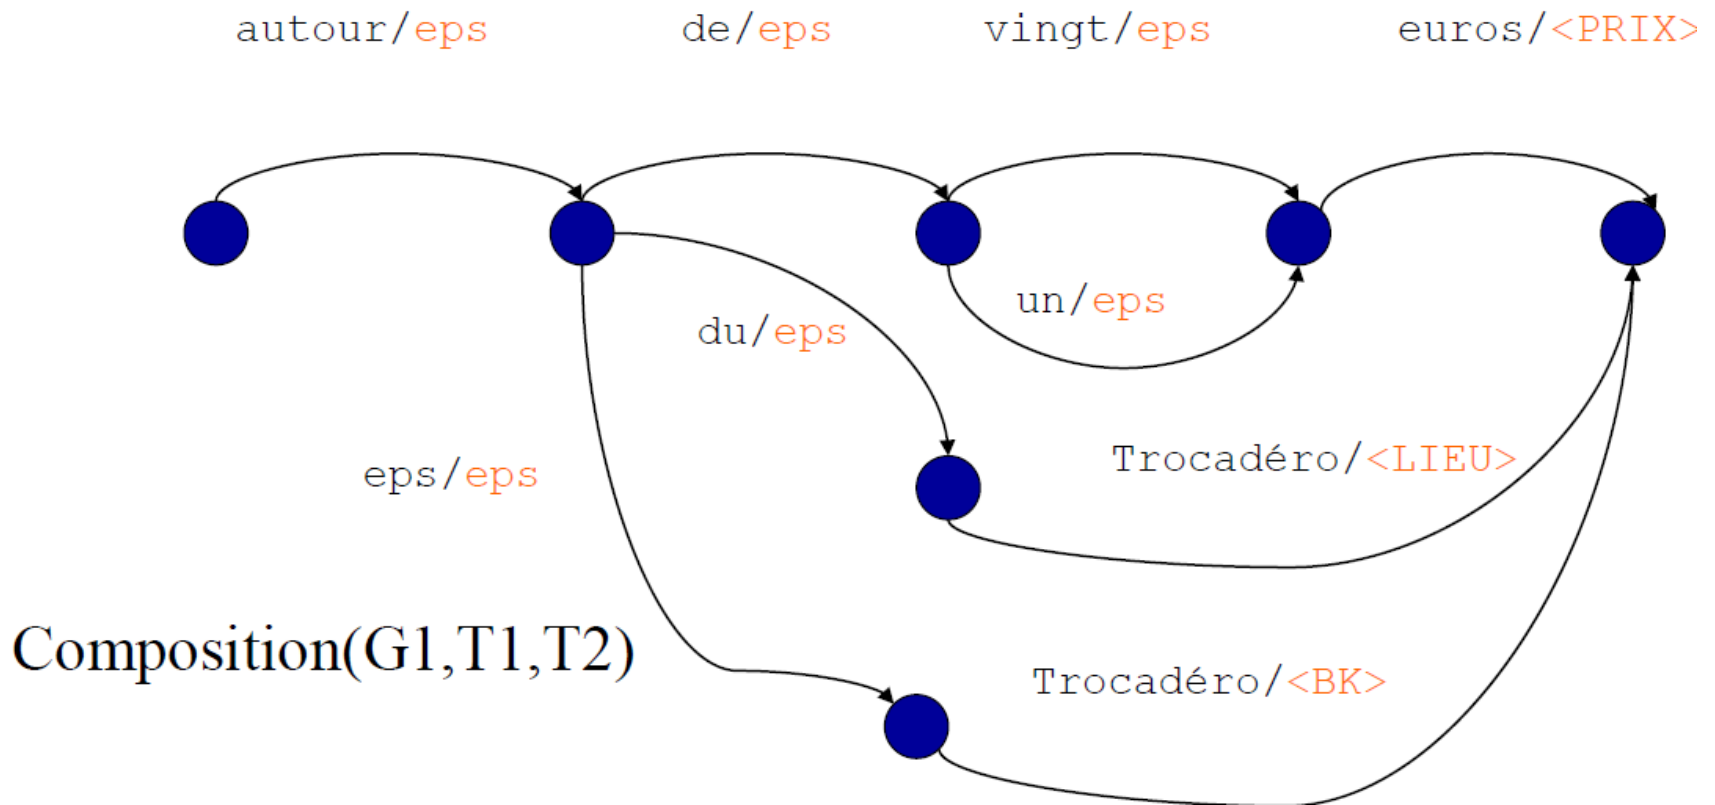 autour/eps de/eps vingt/eps euros/<PRIX>
un/eps
du/eps
Trocadéro/<LIEU>
eps/eps
Composition(G1,T1,T2)
Trocadéro/<BK>